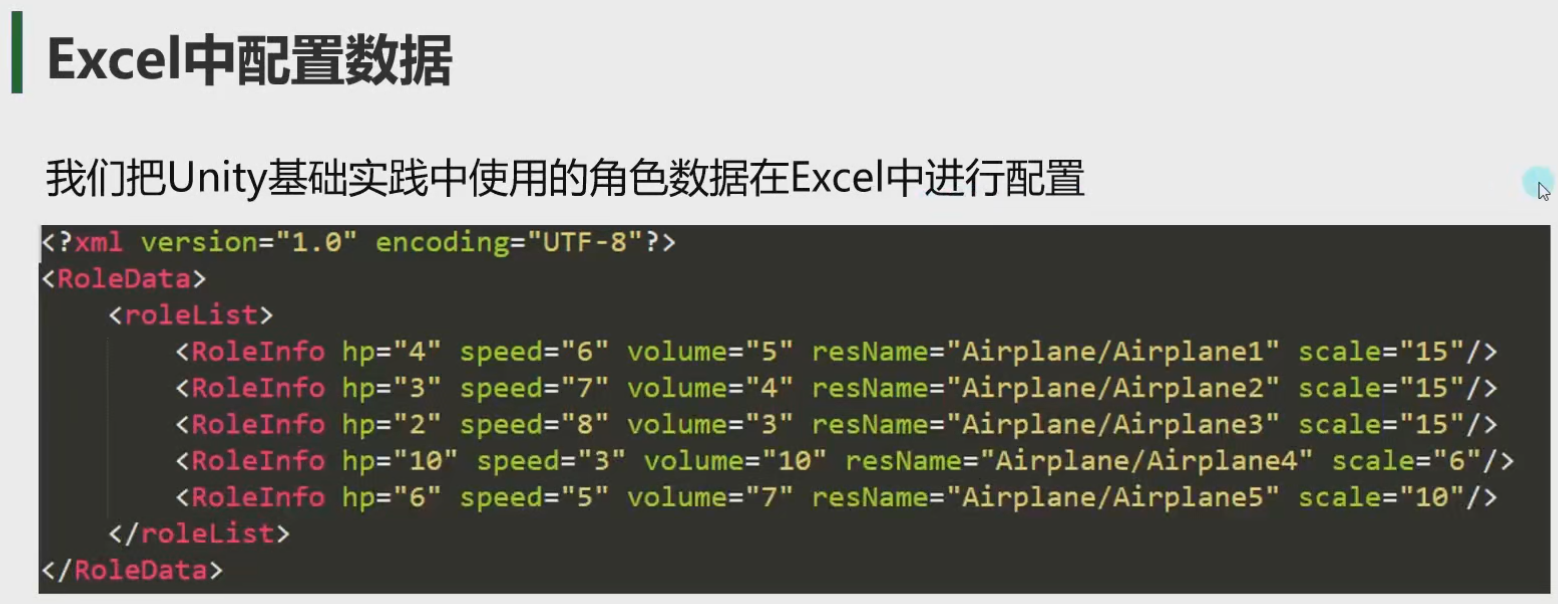 Excel中配置数据
我们把Unity基础实践中使用的角色数据在Excel中进行配置
<?xml version="1.0" encoding="UTF-8"?>
<RoleData>
    <roleList>
        <RoleInfo hp="4" speed="6" volume="5" resName="Airplane/Airplane1" scale="15"/>
        <RoleInfo hp="3" speed="7" volume="4" resName="Airplane/Airplane2" scale="15"/>
        <RoleInfo hp="2" speed="8" volume="3" resName="Airplane/Airplane3" scale="15"/>
        <RoleInfo hp="10" speed="3" volume="10" resName="Airplane/Airplane4" scale="6"/>
        <RoleInfo hp="6" speed="5" volume="7" resName="Airplane/Airplane5" scale="10"/>
    </roleList>
</RoleData>